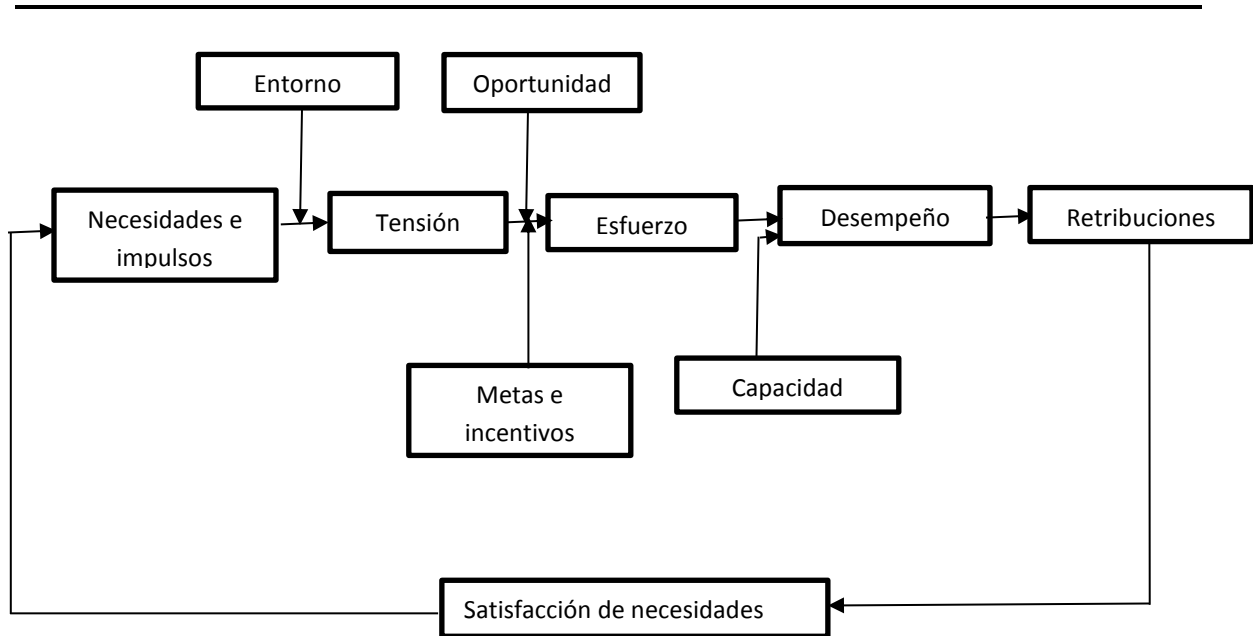 Entorno
Oportunidad
Necesidades e
impulsos
Tensión
Esfuerzo
Desempeño
Retribuciones
Metas e
incentivos
Capacidad
Satisfacción de necesidades